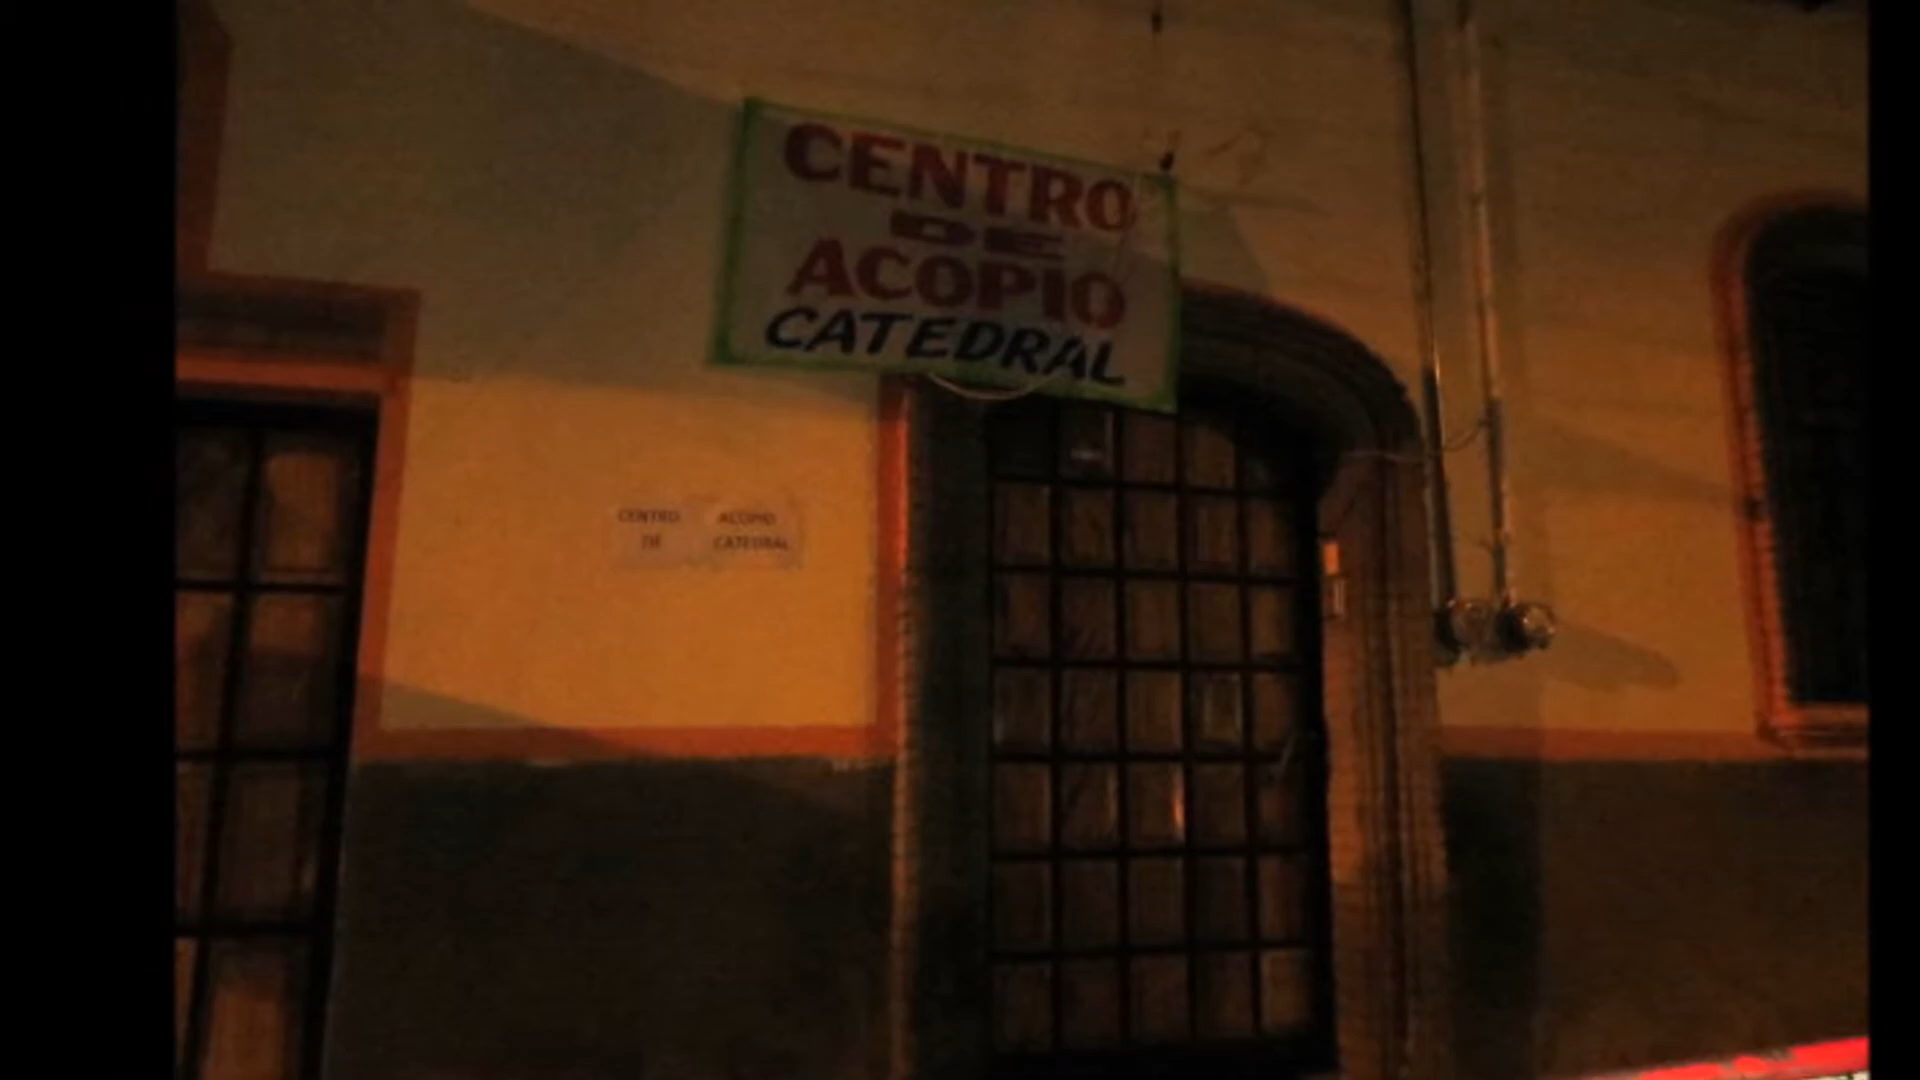 CENTRO
DE
ACOPIO
CATEDRAL
CENTRO
DE
ACOPIO
CATEDRAL